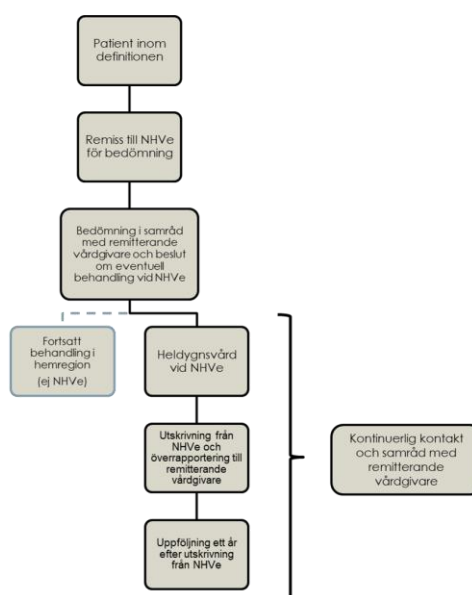 Patient inom
definitionen
Remiss till NHVe
för bedömning
Bedömning i samråd
med remitterande
vårdgivare och beslut
om eventuell
behandling vid NHVe
Fortsatt
behandling i
hemregion
(ej NHVe)
Heldygnsvård
vid NHVe
Utskrivning från
NHVe och
överrapportering till
remitterande
vårdgivare
Uppföljning ett år
efter utskrivning
från NHVe
Kontinuerlig kontakt
och samråd med
remitterande
vårdgivare